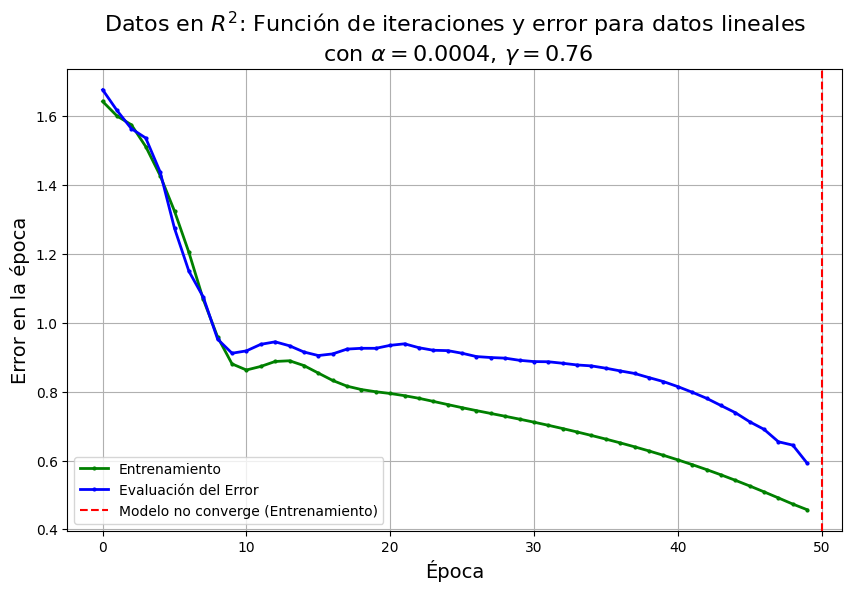 Datos en $R^2$: Función de iteraciones y error para datos lineales
con $\alpha = 0.0004$, $\gamma = 0.76$
Error en la época
1.6
1.4
1.2
1.0
0.8
0.6
0.4
Entrenamiento
Evaluación del Error
Modelo no converge (Entrenamiento)
0 10 20 30 40 50
Época